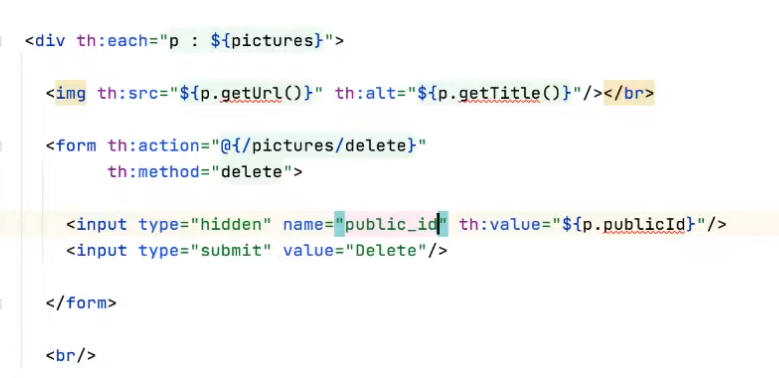 <div th:each="p : ${pictures}">
<img th:src="${p.getUrl()}" th:alt="${p.getTitle()}"/></br>
<form th:action="@{/pictures/delete}"
th:method="delete">
<input type="hidden" name="public_id" th:value="${p.publicId}"/>
<input type="submit" value="Delete"/>
</form>
<br/>